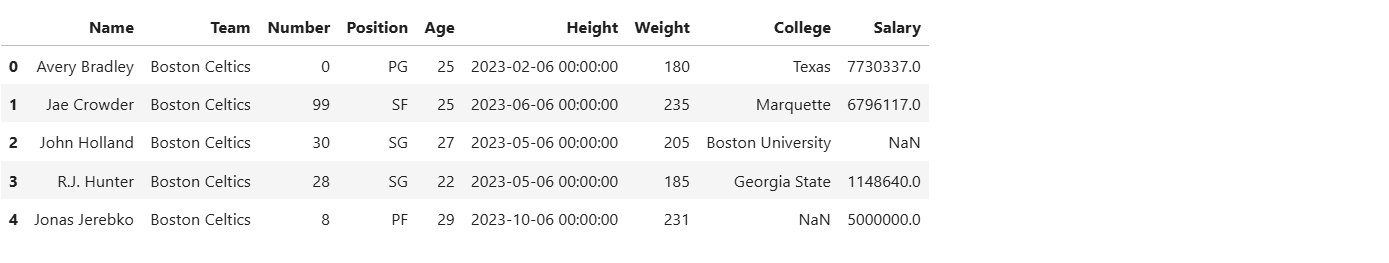 Name Team Number Position Age Height Weight College Salary
0 Avery Bradley Boston Celtics 0 PG 25 2023-02-06 00:00:00 180 Texas 7730337.0
1 Jae Crowder Boston Celtics 99 SF 25 2023-06-06 00:00:00 235 Marquette 6796117.0
2 John Holland Boston Celtics 30 SG 27 2023-05-06 00:00:00 205 Boston University NaN
3 R.J. Hunter Boston Celtics 28 SG 22 2023-05-06 00:00:00 185 Georgia State 1148640.0
4 Jonas Jerebko Boston Celtics 8 PF 29 2023-10-06 00:00:00 231 NaN 5000000.0